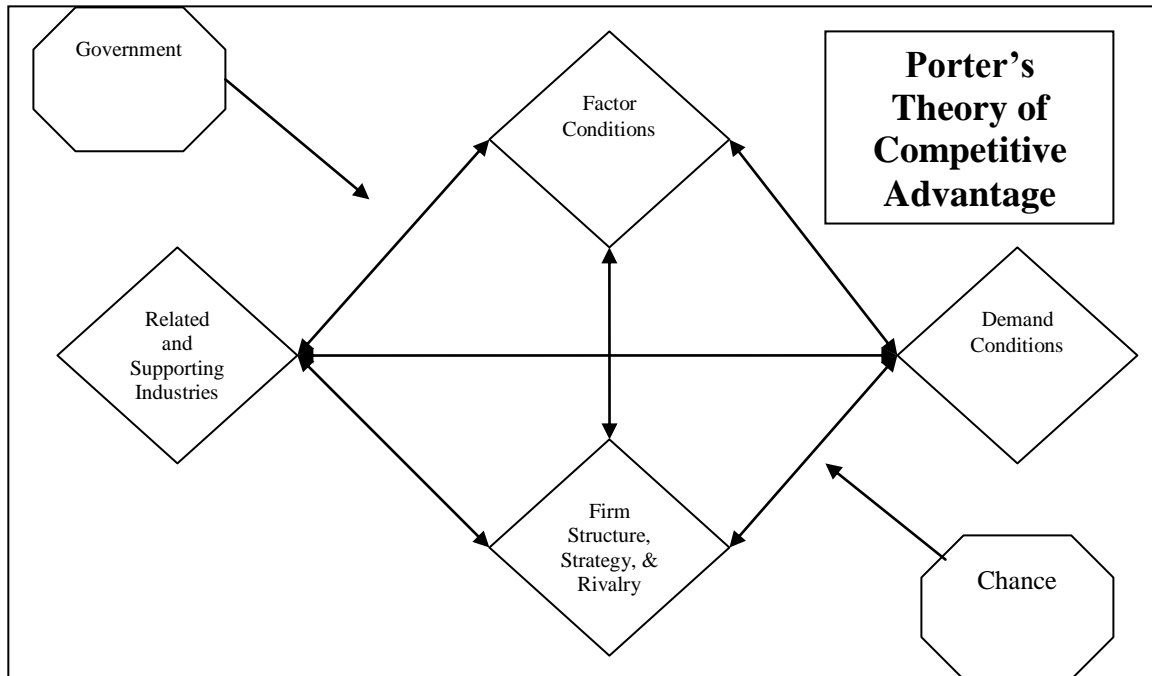 Government
Factor
Conditions
Porter’s
Theory of
Competitive
Advantage
Related
and
Supporting
Industries
Demand
Conditions
Firm
Structure,
Strategy, &
Rivalry
Chance